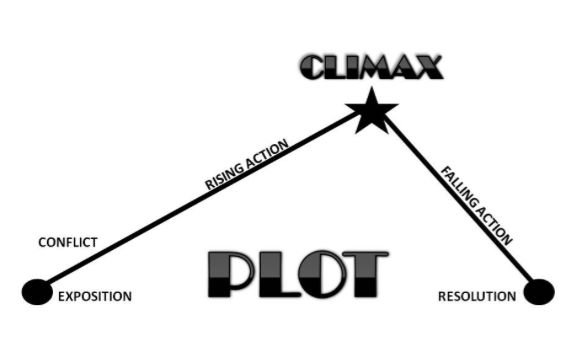 CLIMAX
RISING ACTION
FALLING ACTION
CONFLICT
PLOT
EXPOSITION
RESOLUTION